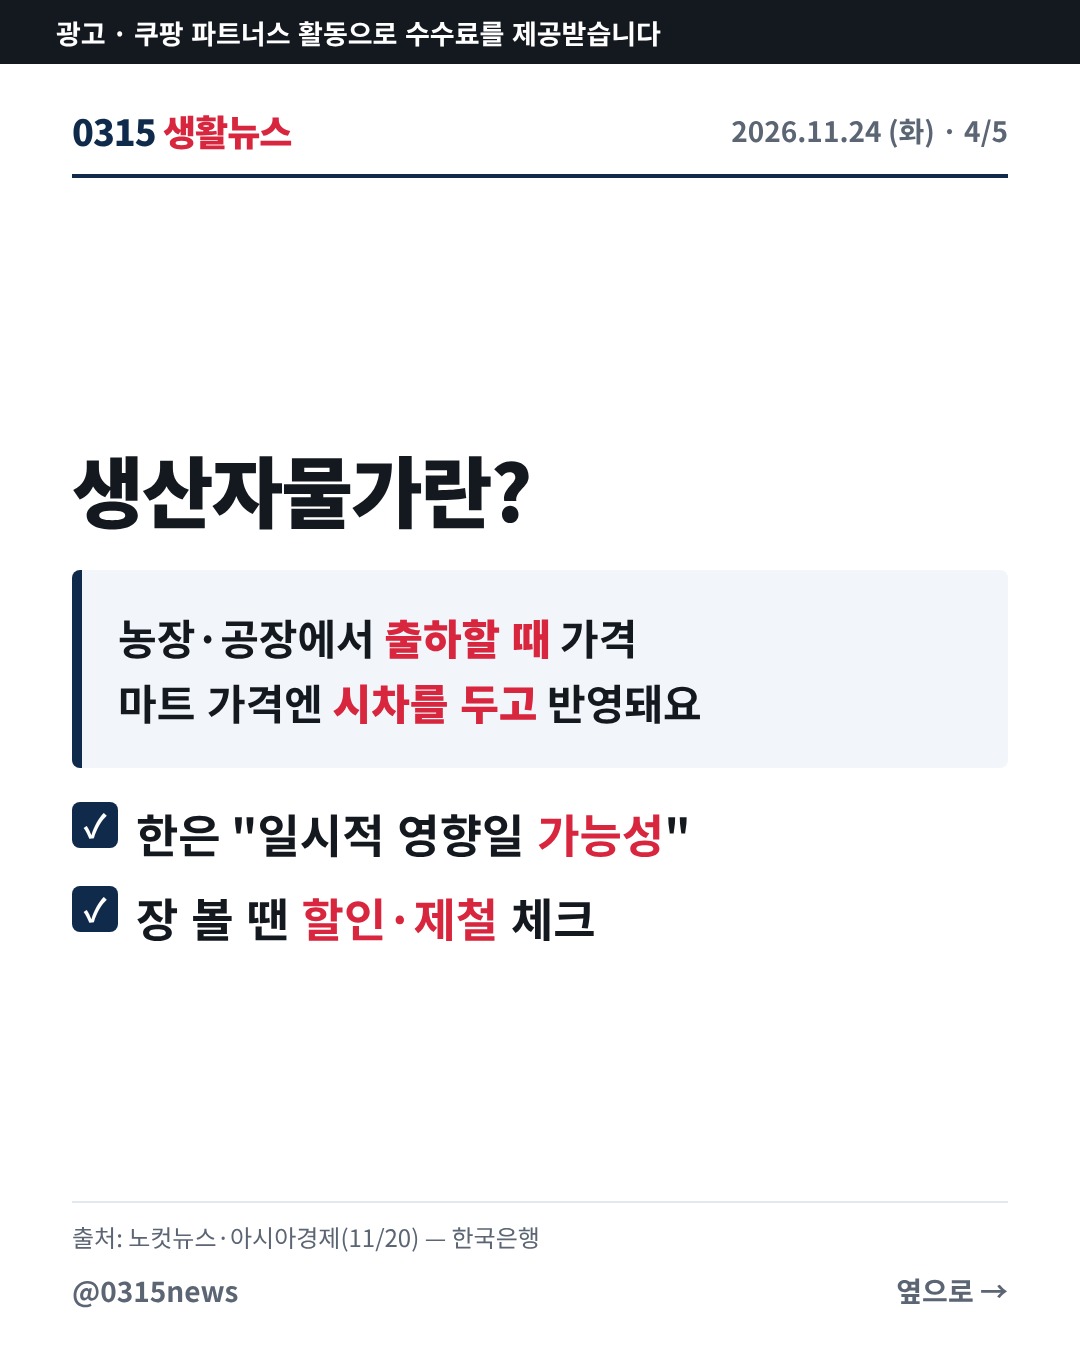 광고 · 쿠팡 파트너스 활동으로 수수료를 제공받습니다
0315 생활뉴스
2026.11.24 (화) · 4/5
생산자물가란?
농장·공장에서 출하할 때 가격
마트 가격엔 시차를 두고 반영돼요
✓ 한은 "일시적 영향일 가능성"
✓ 장 볼 땐 할인·제철 체크
출처: 노컷뉴스·아시아경제(11/20) — 한국은행
@0315news
옆으로 →